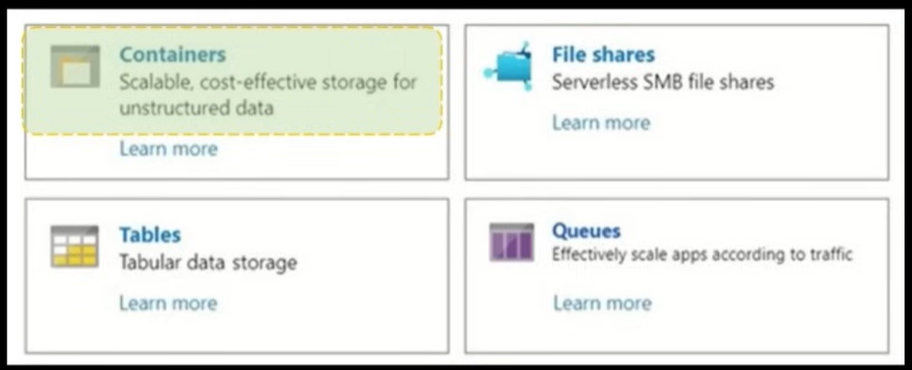 Containers
Scalable, cost-effective storage for
unstructured data
Learn more
File shares
Serverless SMB file shares
Learn more
Tables
Tabular data storage
Learn more
Queues
Effectively scale apps according to traffic
Learn more